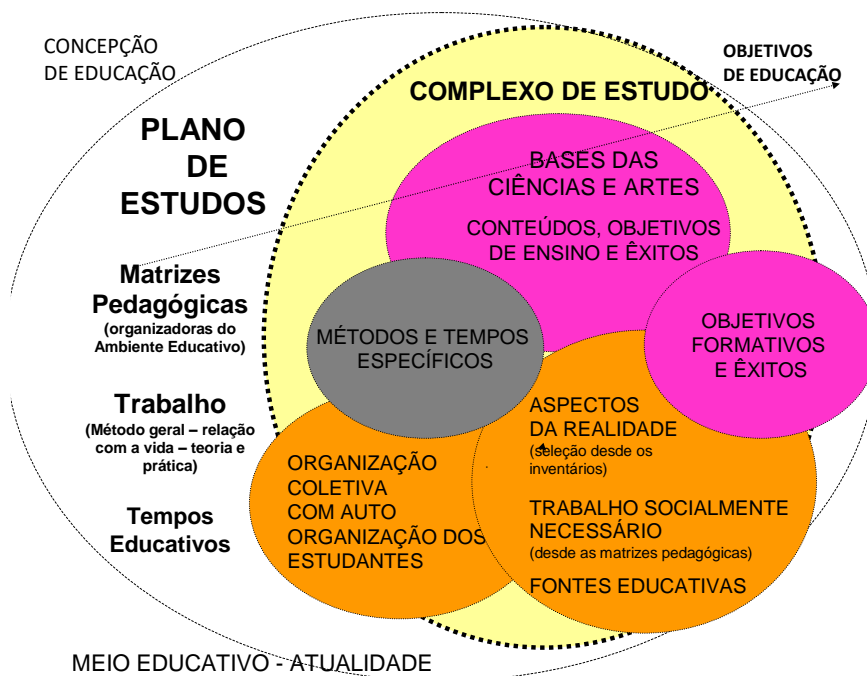 CONCEPÇÃO
DE EDUCAÇÃO
OBJETIVOS
DE EDUCAÇÃO
COMPLEXO DE ESTUDO
PLANO
DE
ESTUDOS
BASES DAS
CIÊNCIAS E ARTES
CONTEÚDOS, OBJETIVOS
DE ENSINO E ÊXITOS
Matrizes
Pedagógicas
(organizadoras do
Ambiente Educativo)
MÉTODOS E TEMPOS
ESPECÍFICOS
OBJETIVOS
FORMATIVOS
E ÊXITOS
Trabalho
(Método geral – relação
com a vida – teoria e
prática)
ASPECTOS
DA REALIDADE
(seleção desde os
inventários)
ORGANIZAÇÃO
COLETIVA
COM AUTO
ORGANIZAÇÃO DOS
ESTUDANTES
Tempos
Educativos
TRABALHO SOCIALMENTE
NECESSÁRIO
(desde as matrizes pedagógicas)
FONTES EDUCATIVAS
MEIO EDUCATIVO - ATUALIDADE